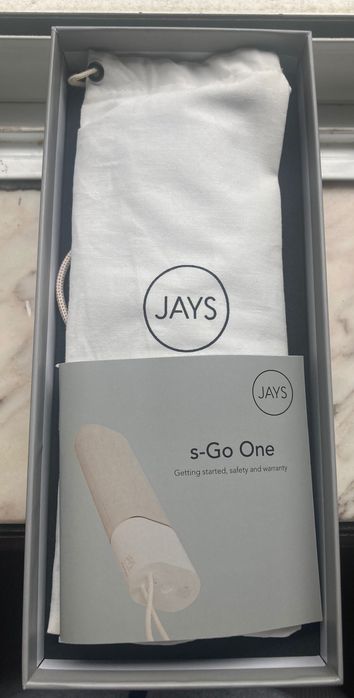 JAYS
JAYS
s-Go One
Getting started, safety and warranty